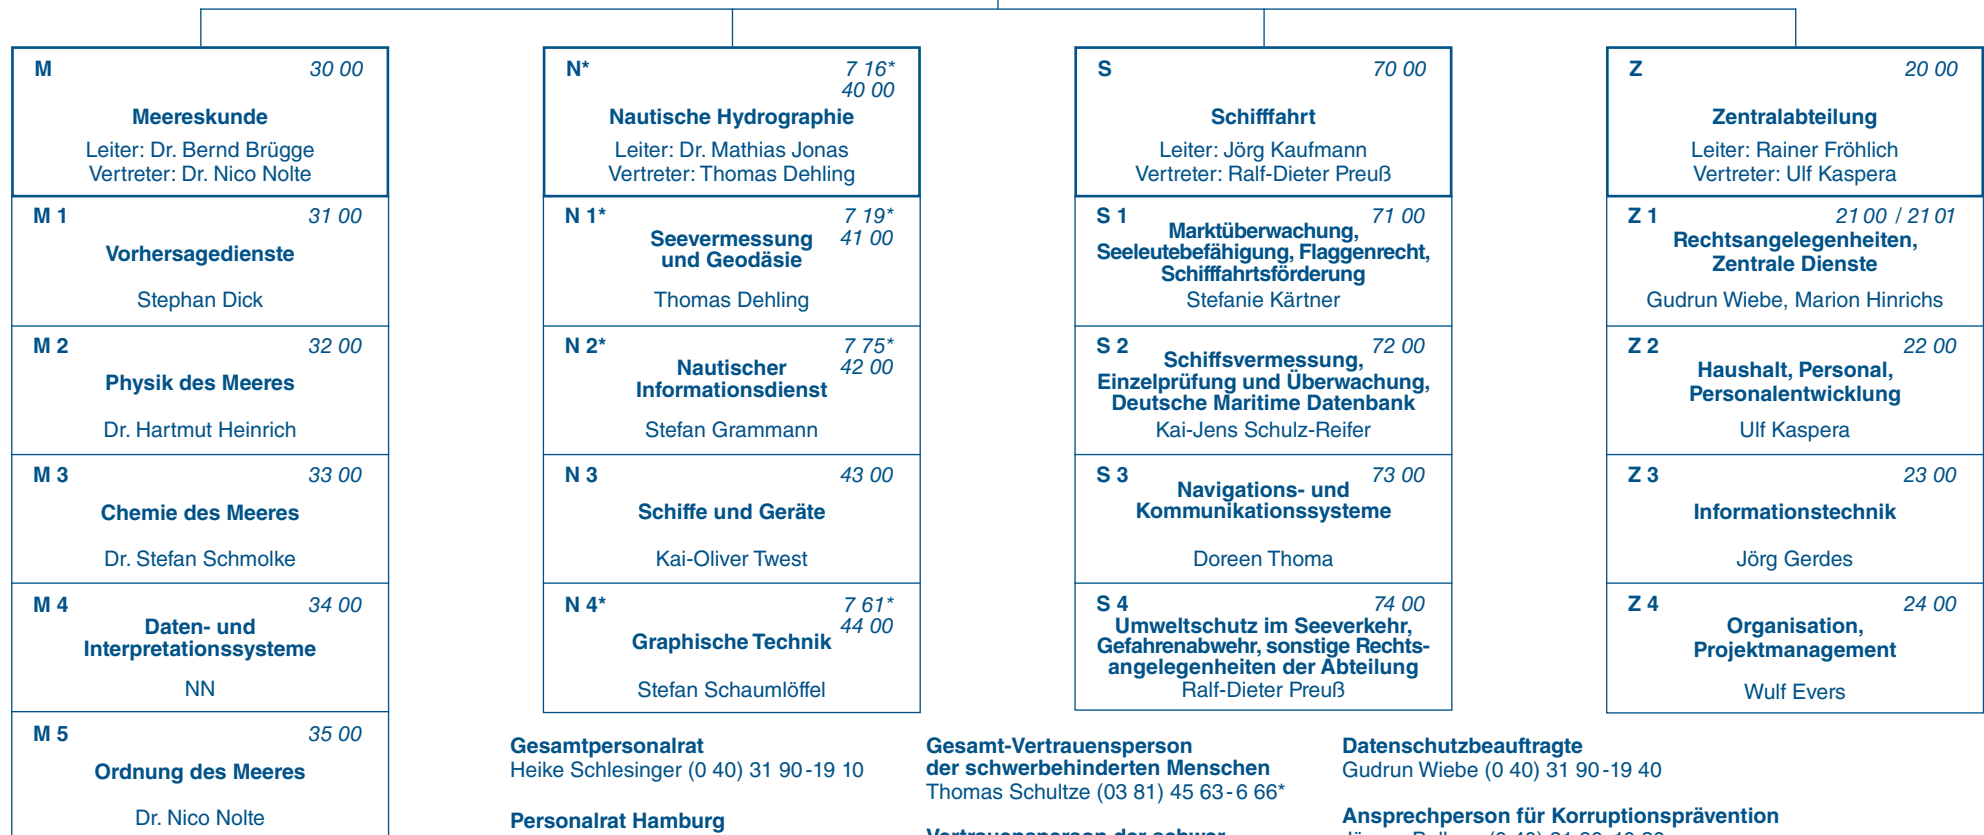 M 30 00
Meereskunde
Leiter: Dr. Bernd Brügge
Vertreter: Dr. Nico Nolte
M 1 31 00
Vorhersagedienste
Stephan Dick
M 2 32 00
Physik des Meeres
Dr. Hartmut Heinrich
M 3 33 00
Chemie des Meeres
Dr. Stefan Schmolke
M 4 34 00
Daten- und
Interpretationssysteme
NN
M 5 35 00
Ordnung des Meeres
Dr. Nico Nolte
N* 7 16*
40 00
Nautische Hydrographie
Leiter: Dr. Mathias Jonas
Vertreter: Thomas Dehling
N 1* 7 19*
Seevermessung 41 00
und Geodäsie
Thomas Dehling
N 2* 7 75*
Nautischer 42 00
Informationsdienst
Stefan Grammann
N 3 43 00
Schiffe und Geräte
Kai-Oliver Twest
N 4* 7 61*
44 00
Graphische Technik
Stefan Schaumlöffel
S 70 00
Schifffahrt
Leiter: Jörg Kaufmann
Vertreter: Ralf-Dieter Preuß
S 1 71 00
Marktüberwachung,
Seeleutebefähigung, Flaggenrecht,
Schifffahrtsförderung
Stefanie Kärtner
S 2 72 00
Schiffsvermessung,
Einzelprüfung und Überwachung,
Deutsche Maritime Datenbank
Kai-Jens Schulz-Reifer
S 3 73 00
Navigations- und
Kommunikationssysteme
Doreen Thoma
S 4 74 00
Umweltschutz im Seeverkehr,
Gefahrenabwehr, sonstige Rechts-
angelegenheiten der Abteilung
Ralf-Dieter Preuß
Z 20 00
Zentralabteilung
Leiter: Rainer Fröhlich
Vertreter: Ulf Kaspera
Z 1 21 00 / 21 01
Rechtsangelegenheiten,
Zentrale Dienste
Gudrun Wiebe, Marion Hinrichs
Z 2 22 00
Haushalt, Personal,
Personalentwicklung
Ulf Kaspera
Z 3 23 00
Informationstechnik
Jörg Gerdes
Z 4 24 00
Organisation,
Projektmanagement
Wulf Evers
Gesamtpersonalrat
Heike Schlesinger (0 40) 31 90-19 10
Personalrat Hamburg
Gesamt-Vertrauensperson
der schwerbehinderten Menschen
Thomas Schultze (03 81) 45 63-6 66*
Vertrauensperson der schwer-
Datenschutzbeauftragte
Gudrun Wiebe (0 40) 31 90-19 40
Ansprechperson für Korruptionsprävention